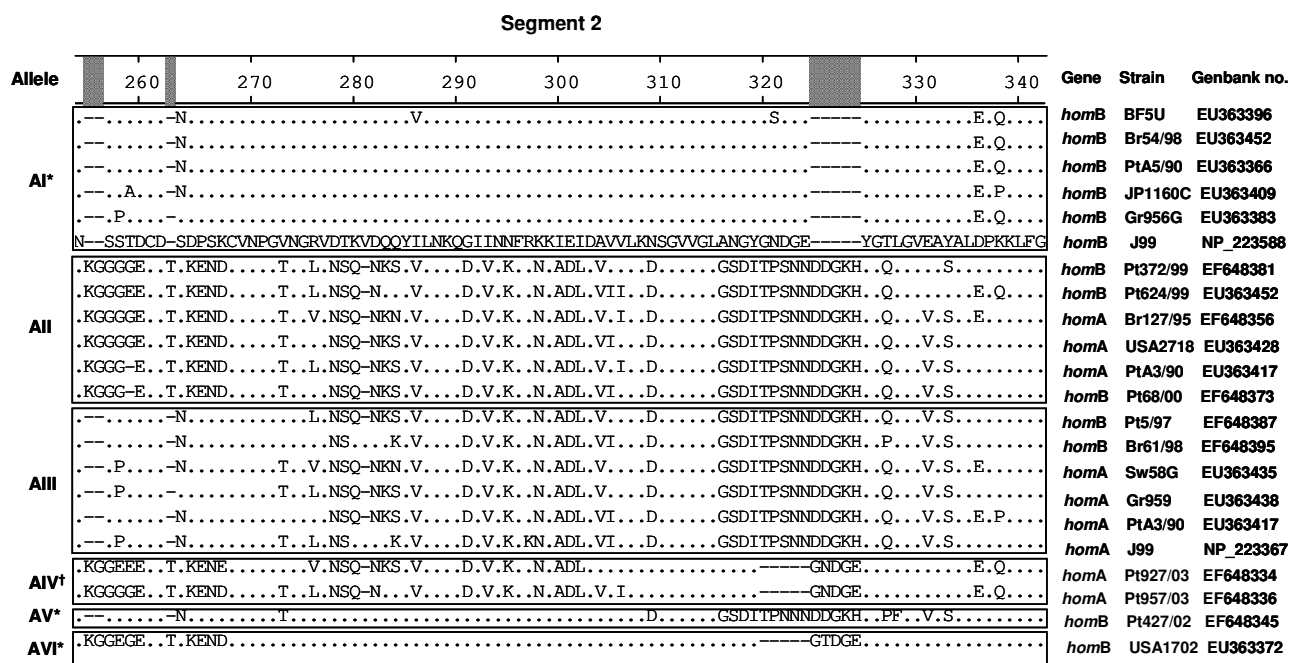 Segment 2
Allele 260 270 280 290 300 310 320 330 340 Gene Strain Genbank no.
AI*
.--......-N......................V..................................S...-----...........E.Q.... homB BF5U EU363396
.--......-N.............................................................-----...........E.Q.... homB Br54/98 EU363452
.--......-N.............................................................-----...........E.Q.... homB PtA5/90 EU363366
.--..A...-N.............................................................-----...........E.P.... homB JP1160C EU363409
.--.P....-..............................................................-----...........E.Q.... homB Gr956G EU363383
N--SSTDCD-SDPSKCVNPGVNGRVDTKVDQQYILNKQGIINNFRKKIEIDAVVLKNSGVVGLANGYGNDGE-----YGTLGVEAYALDPKKLFG homB J99 NP_223588
AII
.KGGGGE..T.KEND.....T..L.NSQ-NKS.V....D.V.K..N.ADL.V....D......GSDITPSNNDDGKH..Q.....S......... homB Pt372/99 EF648381
.KGGGEE..T.KEND.....T..L.NSQ-N...V....D.V.K..N.ADL.VII..D......GSDITPSNNDDGKH..Q........E.Q.... homB Pt624/99 EU363452
.KGGGGE..T.KEND.....T..V.NSQ-NKN.V....D.V.K..N.ADL.V.I..D......GSDITPSNNDDGKH..Q...V.S..E...... homA Br127/95 EF648356
.KGGGGE..T.KEND.....T..L.NSQ-NKS.V....D.V.K..N.ADL.VI...D......GSDITPSNNDDGKH..Q...V.S......... homA USA2718 EU363428
.KGGG-E..T.KEND.....T..L.NSQ-NKS.V....D.V.K..N.ADL.V.I..D......GSDITPSNNDDGKH..Q...V.S......... homA PtA3/90 EU363417
.KGGG-E..T.KEND.....T..L.NSQ-NKS.V....D.V.K..N.ADL.VI...D......GSDITPSNNDDGKH..Q...V.S......... homB Pt68/00 EF648373
AIII
.--......-N............L.NSQ-NKS.V....D.V.K..N.ADL.VI...D......GSDITPSNNDDGKH..Q...V.S......... homB Pt5/97 EF648387
.--......-N..............NS....K.V....D.V.K..N.ADL.VI...D......GSDITPSNNDDGKH..P...V.S......... homB Br61/98 EF648395
.--.P....-N.........T..V.NSQ-NKN.V....D.V.K..N.ADL.VI...D......GSDITPSNNDDGKH..Q...V.S..E...... homA Sw58G EU363435
.--.P....-..........T..L.NSQ-NKS.V....D.V.K..N.ADL.V....D......GSDITPSNNDDGKH..Q...V.S......... homA Gr959 EU363438
.--......-N..............NSQ-NKS.V....D.V.K..N.ADL.VI...D......GSDITPSNNDDGKH..Q...V.S..E.P.... homA PtA3/90 EU363417
.--.P....-N.........T..L.NS....K.V....D.V.K.KN.ADL.VI...D......GSDITPSNNDDGKH..Q...V.S......... homA J99 NP_223367
AIV†
.KGGEEE..T.KENE........V.NSQ-NKS.V....D.V.K..N.ADL.................-----GNDGE...........E.Q.... homA Pt927/03 EF648334
.KGGGGE..T.KEND.....T..L.NSQ-N...V....D.V.K..N.ADL.V.I.............-----GNDGE...........E.Q.... homA Pt957/03 EF648336
AV*
.--......-N.........T...................................D......GSDITPSNNDDGKH..PF..V.S......... homB Pt427/02 EF648345
AVI*
.KGGEGE..T.KEND....................................................-----GTDGE.................. homB USA1702 EU363372